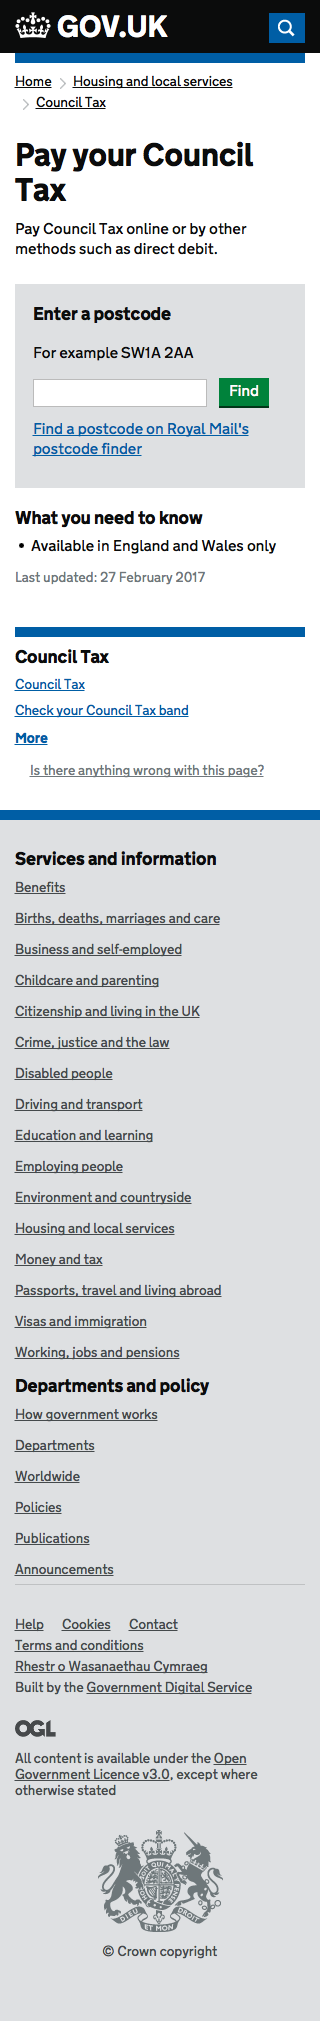 GOV.UK
Home > Housing and local services
> Council Tax
Pay your Council
Tax
Pay Council Tax online or by other
methods such as direct debit.
Enter a postcode
For example SW1A 2AA
Find
Find a postcode on Royal Mail's
postcode finder
What you need to know
• Available in England and Wales only
Last updated: 27 February 2017
Council Tax
Council Tax
Check your Council Tax band
More
Is there anything wrong with this page?
Services and information
Benefits
Births, deaths, marriages and care
Business and self-employed
Childcare and parenting
Citizenship and living in the UK
Crime, justice and the law
Disabled people
Driving and transport
Education and learning
Employing people
Environment and countryside
Housing and local services
Money and tax
Passports, travel and living abroad
Visas and immigration
Working, jobs and pensions
Departments and policy
How government works
Departments
Worldwide
Policies
Publications
Announcements
Help Cookies Contact
Terms and conditions
Rhestr o Wasanaethau Cymraeg
Built by the Government Digital Service
OGL
All content is available under the Open
Government Licence v3.0, except where
otherwise stated
DIEU ET MON
© Crown copyright